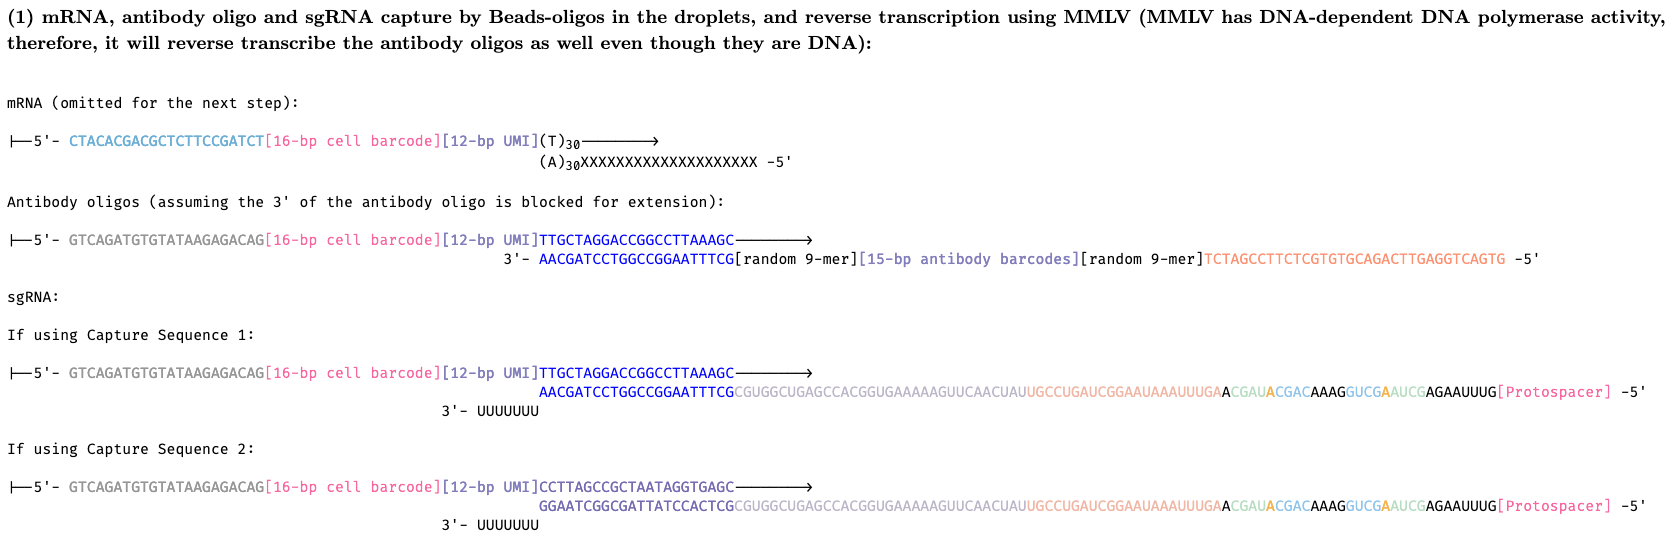 (1) mRNA, antibody oligo and sgRNA capture by Beads-oligos in the droplets, and reverse transcription using MMLV (MMLV has DNA-dependent DNA polymerase activity,
therefore, it will reverse transcribe the antibody oligos as well even though they are DNA):
mRNA (omitted for the next step):
|--5'- CTACACGACGCTCTTCCGATCT[16-bp cell barcode][12-bp UMI](T)30--------->
(A)30XXXXXXXXXXXXXXXXXXXX -5'
Antibody oligos (assuming the 3' of the antibody oligo is blocked for extension):
|--5'- GTCAGATGTGTATAAGAGACAG[16-bp cell barcode][12-bp UMI]TTGCTAGGACCGGCCTTAAAGC--------->
3'- AACGATCCTGGCCGGAATTTCG[random 9-mer][15-bp antibody barcodes][random 9-mer]TCTAGCCTTCTCGTGTGCAGACTTGAGGTCAGTG -5'
sgRNA:
If using Capture Sequence 1:
|--5'- GTCAGATGTGTATAAGAGACAG[16-bp cell barcode][12-bp UMI]TTGCTAGGACCGGCCTTAAAGC--------->
AACGATCCTGGCCGGAATTTCGCGUGGCUGAGCCACGGUGAAAAAGUUCAACUAUUGCCUGAUCGGAAUAAAUUUGAACGAUACGACAAAGGUCGAAUCGAGAAUUUG[Protospacer] -5'
3'- UUUUUUU
If using Capture Sequence 2:
|--5'- GTCAGATGTGTATAAGAGACAG[16-bp cell barcode][12-bp UMI]CCTTAGCCGCTAATAGGTGAGC--------->
GGAATCGGCGATTATCCACTCGCGUGGCUGAGCCACGGUGAAAAAGUUCAACUAUUGCCUGAUCGGAAUAAAUUUGAACGAUACGACAAAGGUCGAAUCGAGAAUUUG[Protospacer] -5'
3'- UUUUUUU